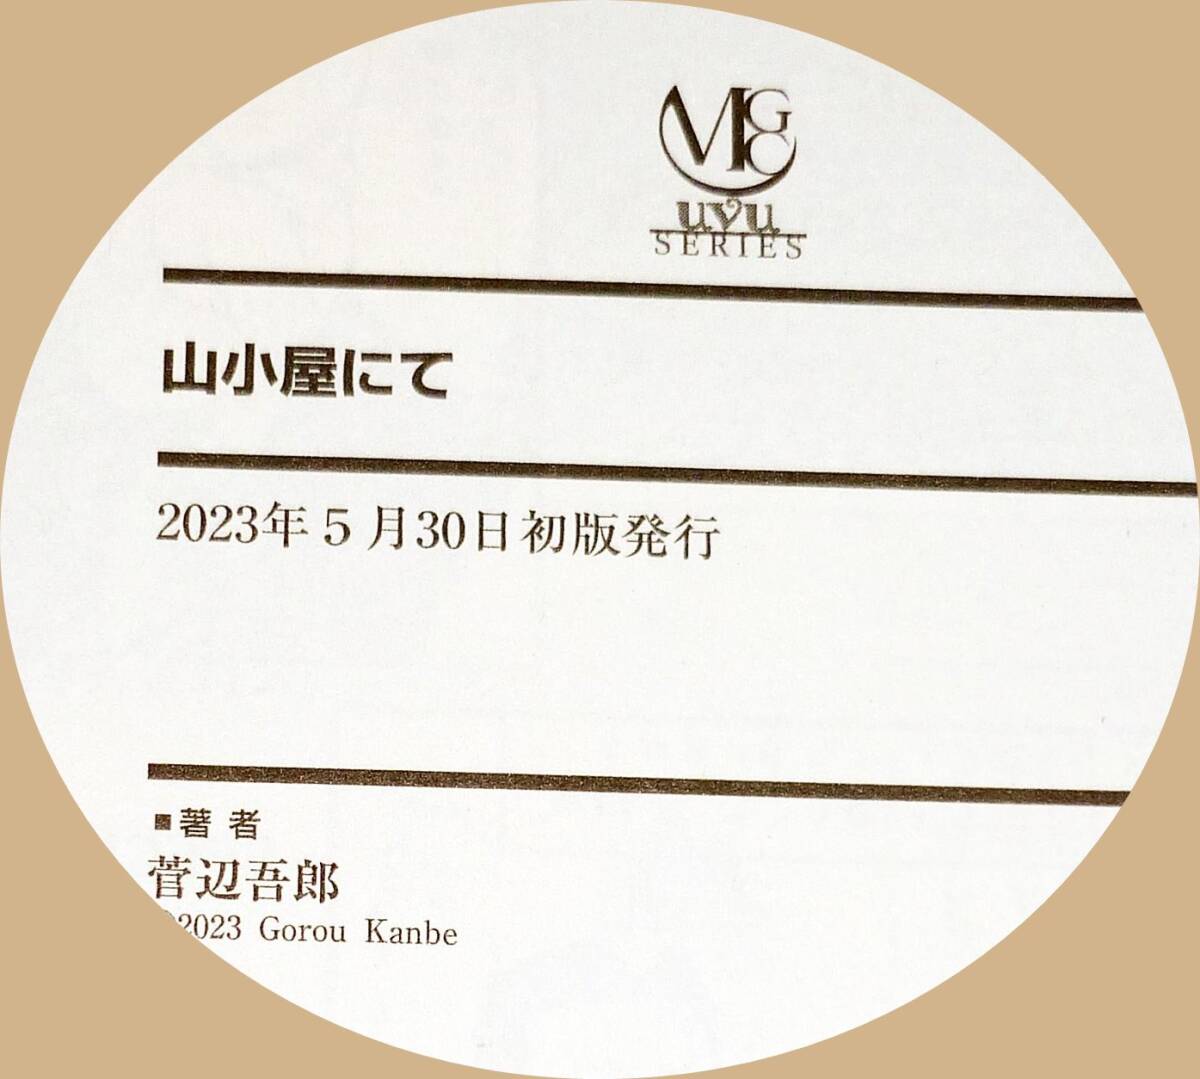 MGC
uvu
SERIES
山小屋にて
2023年5月30日初版発行
■著者
菅辺吾郎
©2023 Gorou Kanbe